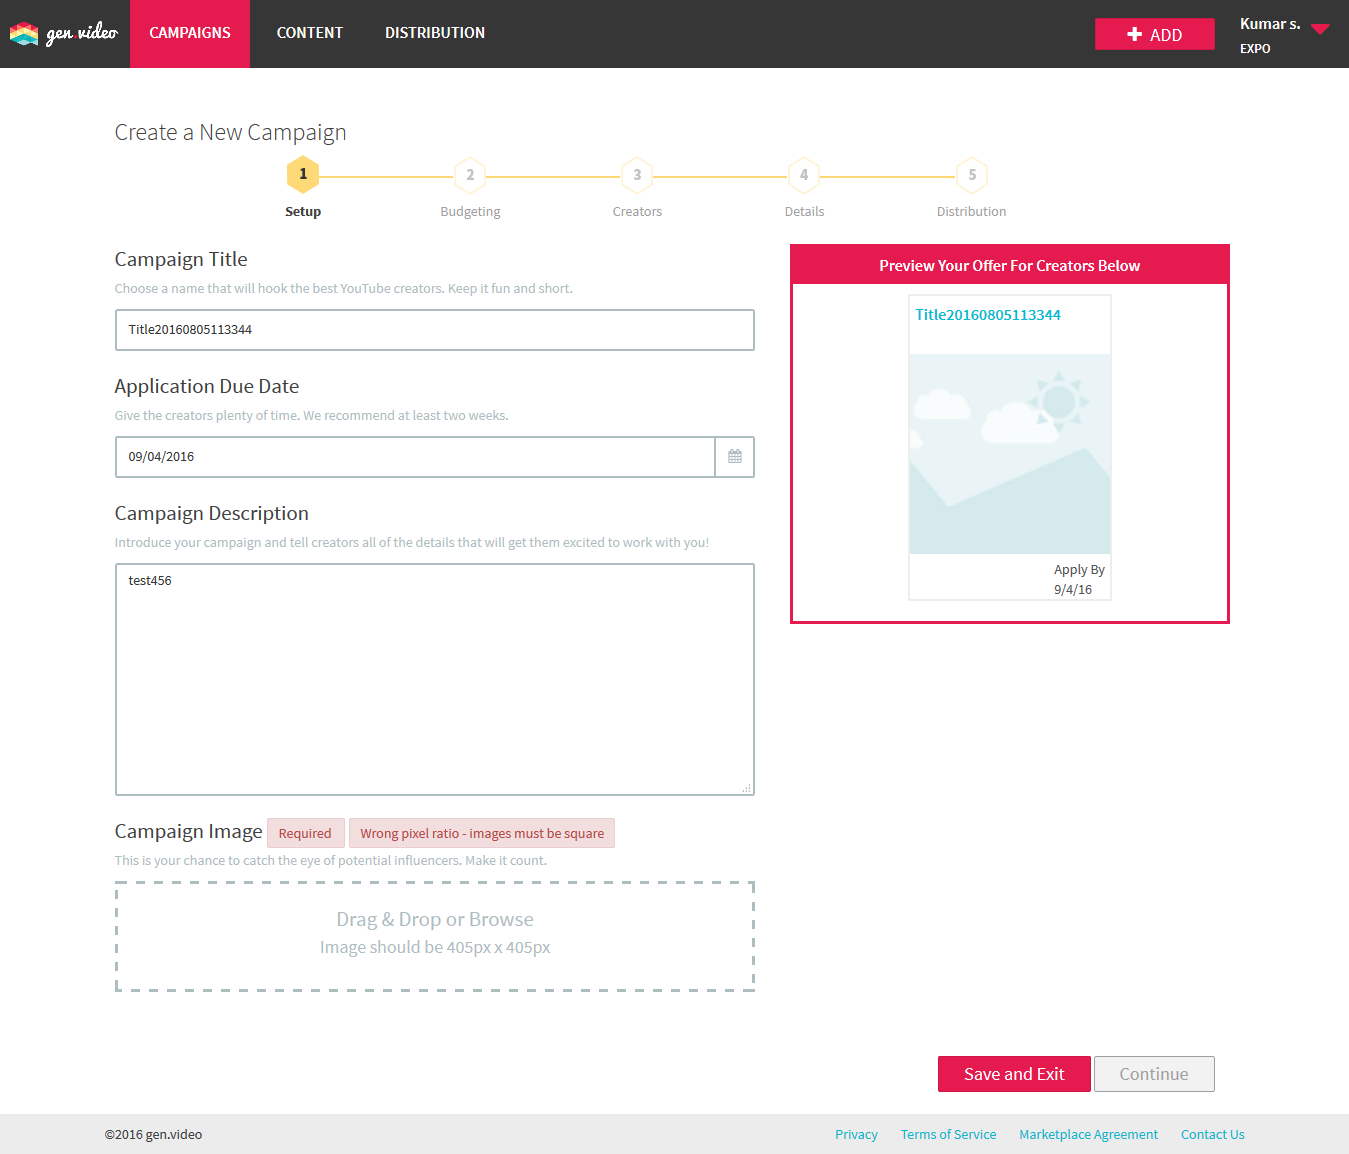 gen.video
CAMPAIGNS
CONTENT
DISTRIBUTION
ADD
Kumar s.
EXPO
Create a New Campaign
1
2
3
4
5
Setup
Budgeting
Creators
Details
Distribution
Campaign Title
Choose a name that will hook the best YouTube creators. Keep it fun and short.
Title20160805113344
Application Due Date
Give the creators plenty of time. We recommend at least two weeks.
09/04/2016
Campaign Description
Introduce your campaign and tell creators all of the details that will get them excited to work with you!
test456
Campaign Image
Required
Wrong pixel ratio - images must be square
This is your chance to catch the eye of potential influencers. Make it count.
Drag & Drop or Browse
Image should be 405px x 405px
Preview Your Offer For Creators Below
Title20160805113344
Apply By
9/4/16
Save and Exit
Continue
©2016 gen.video
Privacy
Terms of Service
Marketplace Agreement
Contact Us